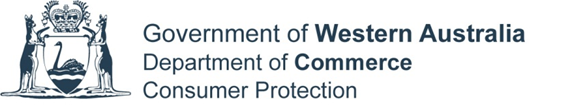 Government of Western Australia
Department of Commerce
Consumer Protection